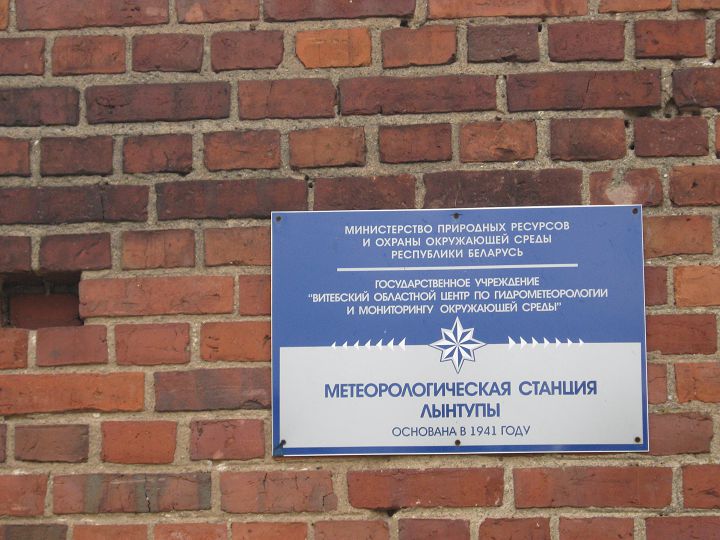 МИНИСТЕРСТВО ПРИРОДНЫХ РЕСУРСОВ
И ОХРАНЫ ОКРУЖАЮЩЕЙ СРЕДЫ
РЕСПУБЛИКИ БЕЛАРУСЬ
ГОСУДАРСТВЕННОЕ УЧРЕЖДЕНИЕ
"ВИТЕБСКИЙ ОБЛАСТНОЙ ЦЕНТР ПО ГИДРОМЕТЕОРОЛОГИИ
И МОНИТОРИНГУ ОКРУЖАЮЩЕЙ СРЕДЫ"
МЕТЕОРОЛОГИЧЕСКАЯ СТАНЦИЯ
ЛЫНТУПЫ
ОСНОВАНА В 1941 ГОДУ